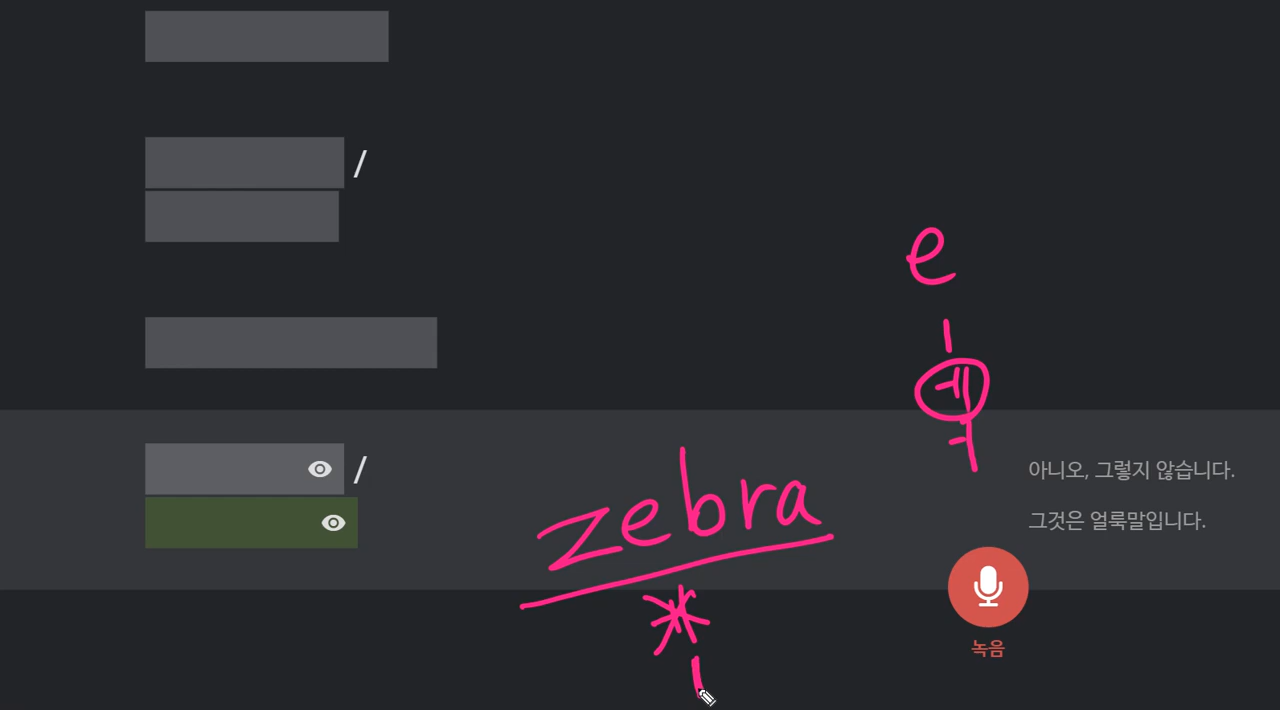 /
e
ㅣ
ㅔ
ㅓ
/
아니오, 그렇지 않습니다.
zebra
그것은 얼룩말입니다.
*
녹음